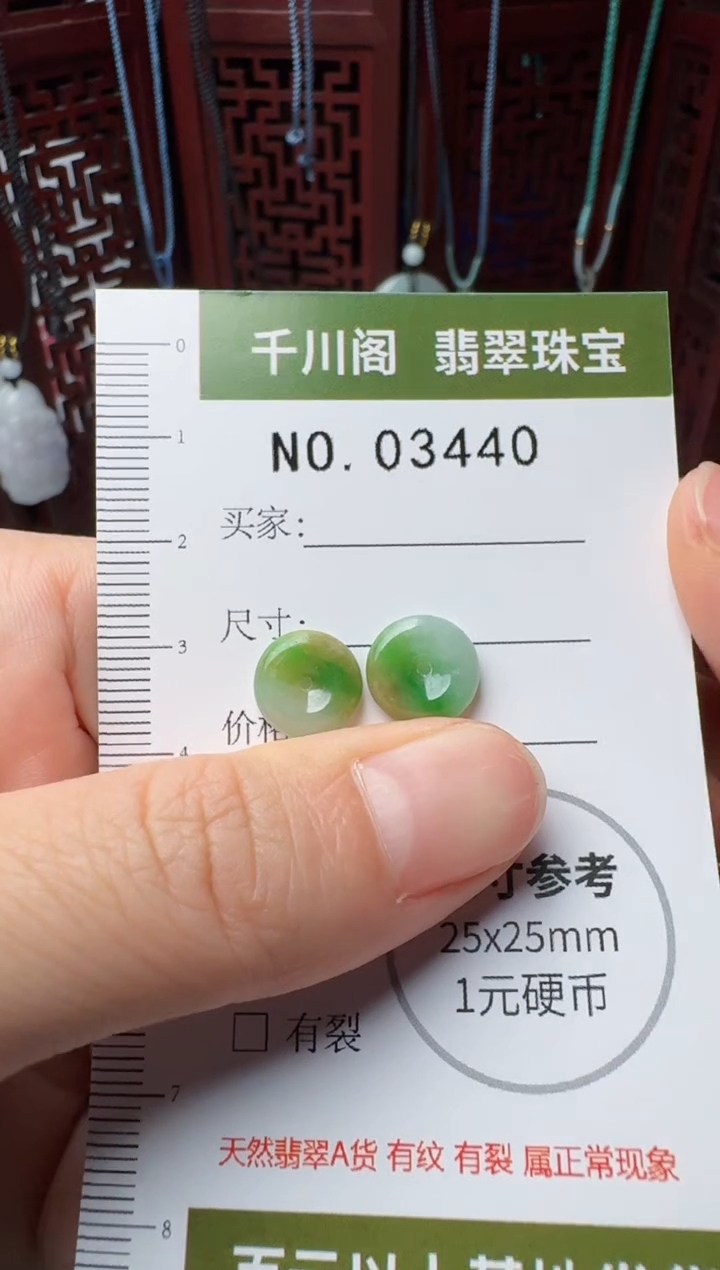 千川阁 翡翠珠宝
NO. 03440
0
1
买家:
2
尺寸:
3
价格
4
寸参考
25x25mm
1元硬币
□ 有裂
7
天然翡翠A货 有纹 有裂 属正常现象
8